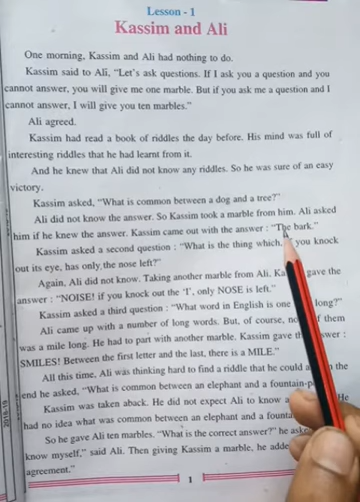 Lesson - 1
Kassim and Ali
One morning, Kassim and Ali had nothing to do.
Kassim said to Ali, "Let's ask questions. If I ask you a question and you
cannot answer, you will give me one marble. But if you ask me a question and I
cannot answer, I will give you ten marbles."
Ali agreed.
Kassim had read a book of riddles the day before. His mind was full of
interesting riddles that he had learnt from it.
And he knew that Ali did not know any riddles. So he was sure of an easy
victory.
Kassim asked, "What is common between a dog and a tree?"
Ali did not know the answer. So Kassim took a marble from him. Ali asked
him if he knew the answer. Kassim came out with the answer : "The bark."
Kassim asked a second question : "What is the thing which, you knock
out its eye, has only the nose left?"
Again, Ali did not know. Taking another marble from Ali, gave the
answer : "NOISE! if you knock out the 'I', only NOSE is left."
Kassim asked a third question : "What word in English is one long?"
Ali came up with a number of long words. But, of course, them
was a mile long. He had to part with another marble. Kassim gave :
SMILES! Between the first letter and the last, there is a MILE."
All this time, Ali was thinking hard to find a riddle that he could the
end he asked, "What is common between an elephant and a
Kassim was taken aback. He did not expect Ali to know He
had no idea what was common between an elephant and a
So he gave Ali ten marbles. "What is the correct answer?" he
know myself," said Ali. Then giving Kassim a marble, he
agreement."
1
2018-19